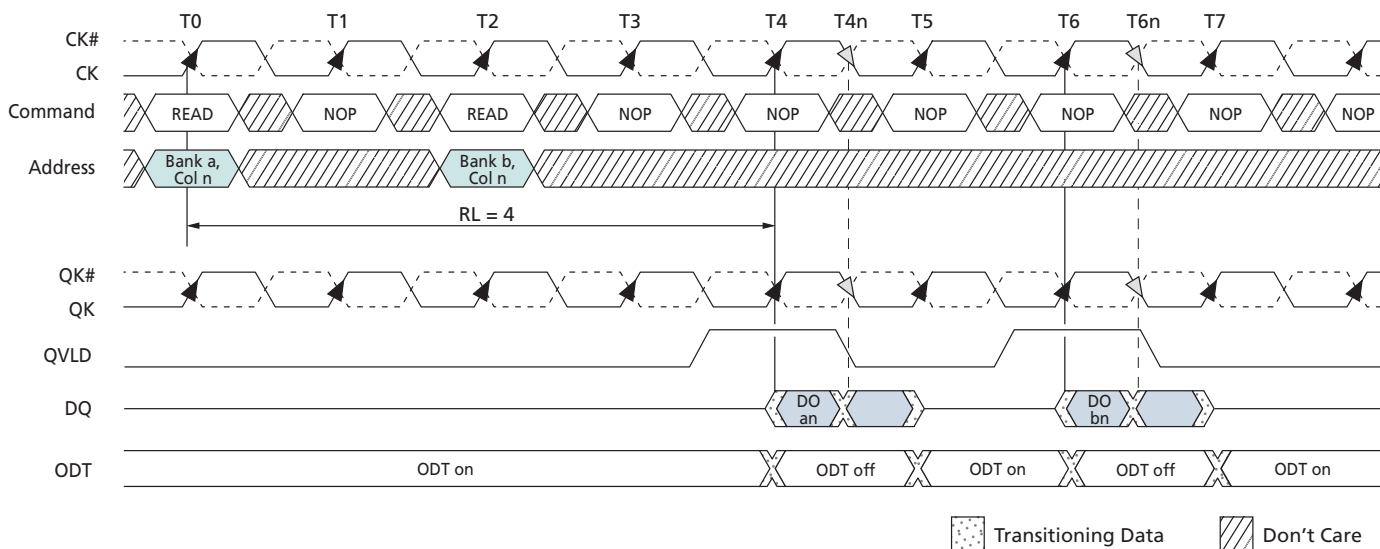 T0 T1 T2 T3 T4 T4n T5 T6 T6n T7
CK#
CK
Command READ NOP READ NOP NOP NOP NOP NOP NOP
Address Bank a, Col n Bank b, Col n
RL = 4
QK#
QK
QVLD
DQ DO an DO bn
ODT ODT on ODT off ODT on ODT off ODT on
Transitioning Data Don't Care